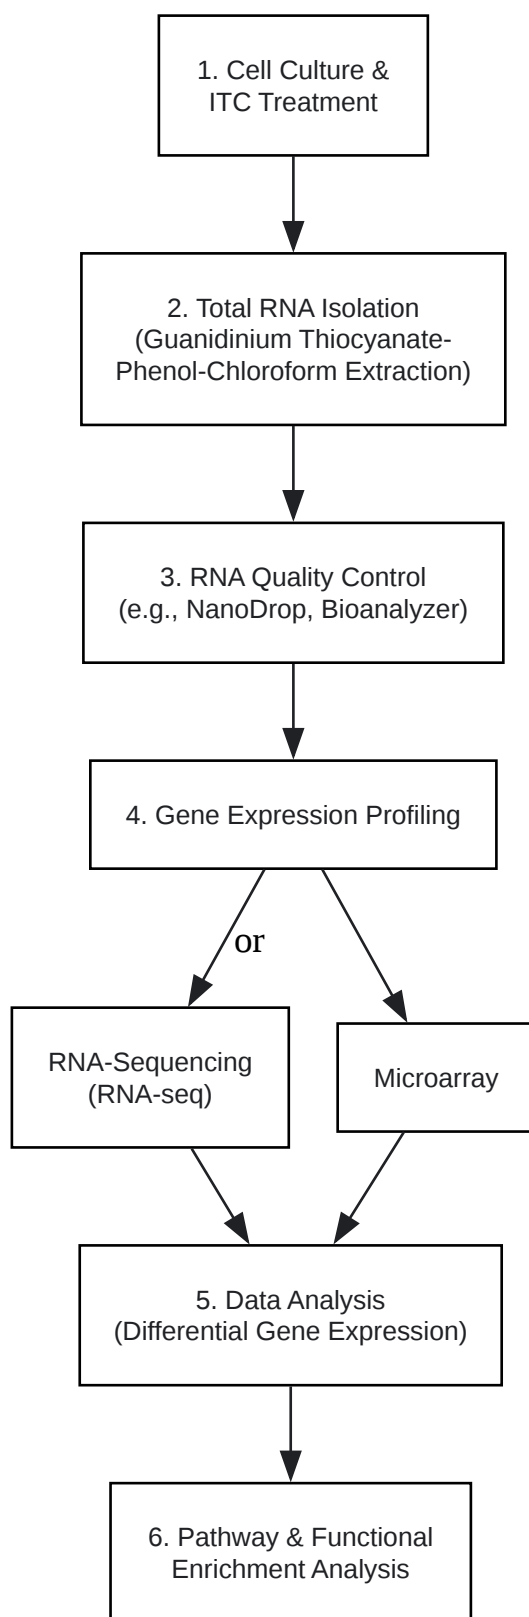 1. Cell Culture &
ITC Treatment
2. Total RNA Isolation
(Guanidinium Thiocyanate-
Phenol-Chloroform Extraction)
3. RNA Quality Control
(e.g., NanoDrop, Bioanalyzer)
4. Gene Expression Profiling
or
RNA-Sequencing
(RNA-seq)
Microarray
5. Data Analysis
(Differential Gene Expression)
6. Pathway & Functional
Enrichment Analysis